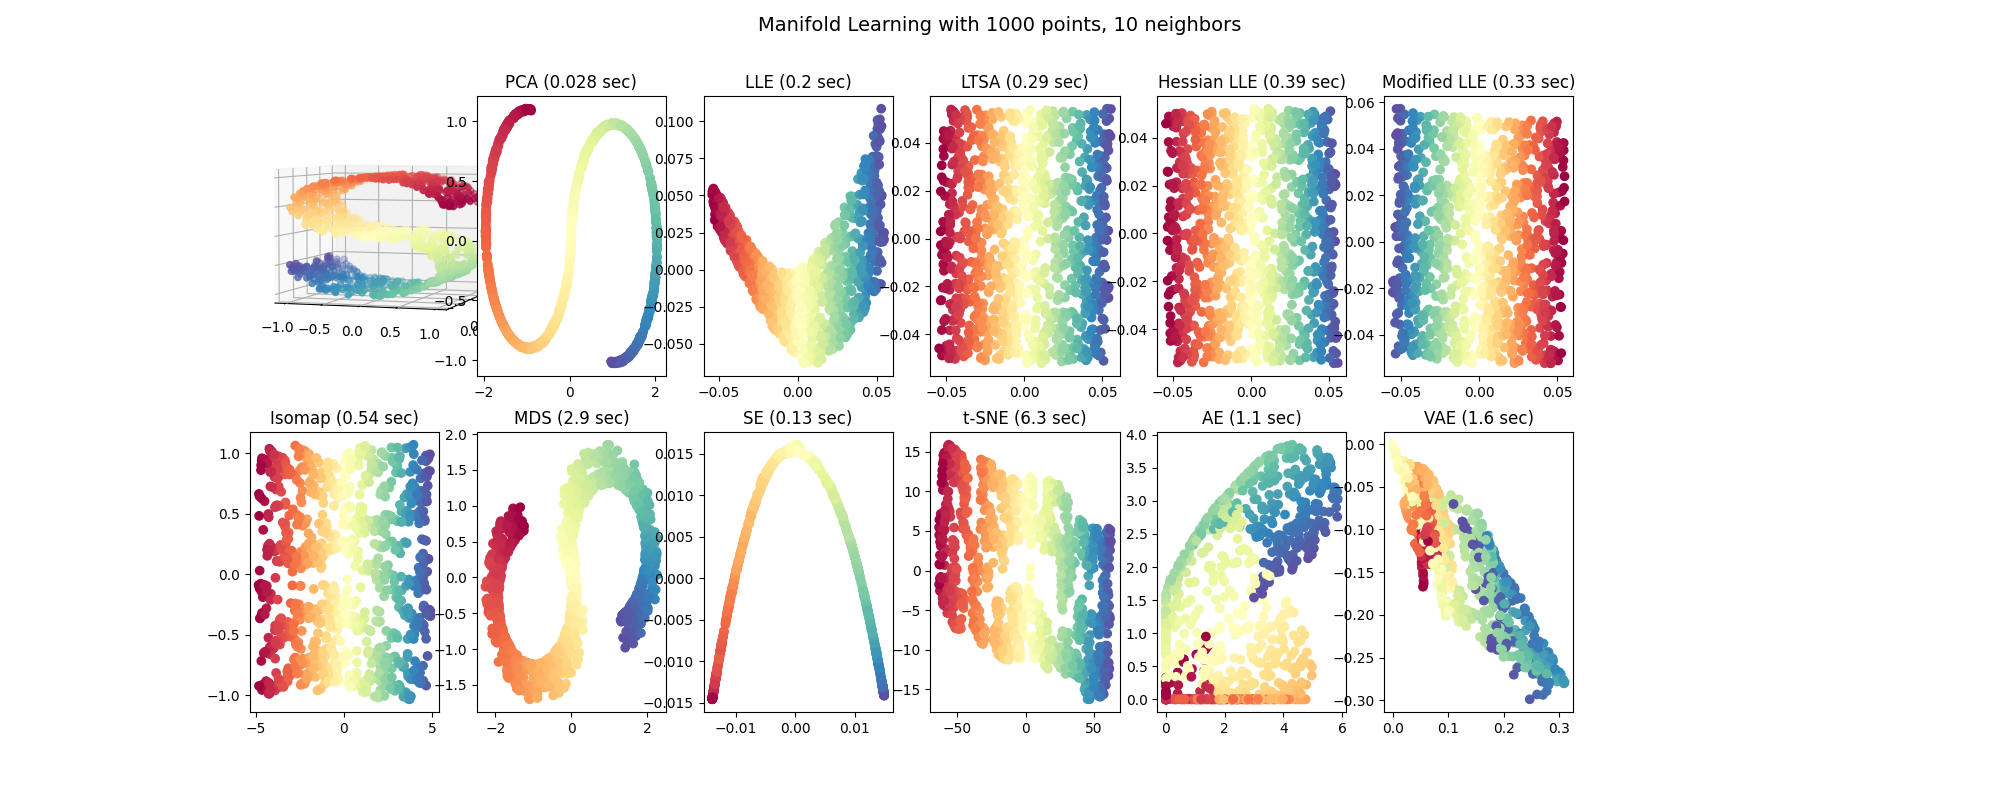 Manifold Learning with 1000 points, 10 neighbors
PCA (0.028 sec)
LLE (0.2 sec)
LTSA (0.29 sec)
Hessian LLE (0.39 sec)
Modified LLE (0.33 sec)
−1.0 −0.5 0.0 0.5 1.0
1.0
0.5
0.0
−0.5
−1.0
−2 0 2
0.100
0.075
0.050
0.025
0.000
−0.025
−0.050
−0.05 0.00 0.05
0.04
0.02
0.00
−0.02
−0.04
−0.05 0.00 0.05
0.04
0.02
0.00
−0.02
−0.04
−0.05 0.00 0.05
0.06
0.04
0.02
0.00
−0.02
−0.04
−0.05 0.00 0.05
Isomap (0.54 sec)
MDS (2.9 sec)
SE (0.13 sec)
t-SNE (6.3 sec)
AE (1.1 sec)
VAE (1.6 sec)
1.0
0.5
0.0
−0.5
−1.0
−5 0 5
2.0
1.5
1.0
0.5
0.0
−0.5
−1.0
−1.5
−2 0 2
0.015
0.010
0.005
0.000
−0.005
−0.010
−0.015
−0.01 0.00 0.01
15
10
5
0
−5
−10
−15
−50 0 50
4.0
3.5
3.0
2.5
2.0
1.5
1.0
0.5
0.0
0 2 4 6
0.00
−0.05
−0.10
−0.15
−0.20
−0.25
−0.30
0.0 0.1 0.2 0.3